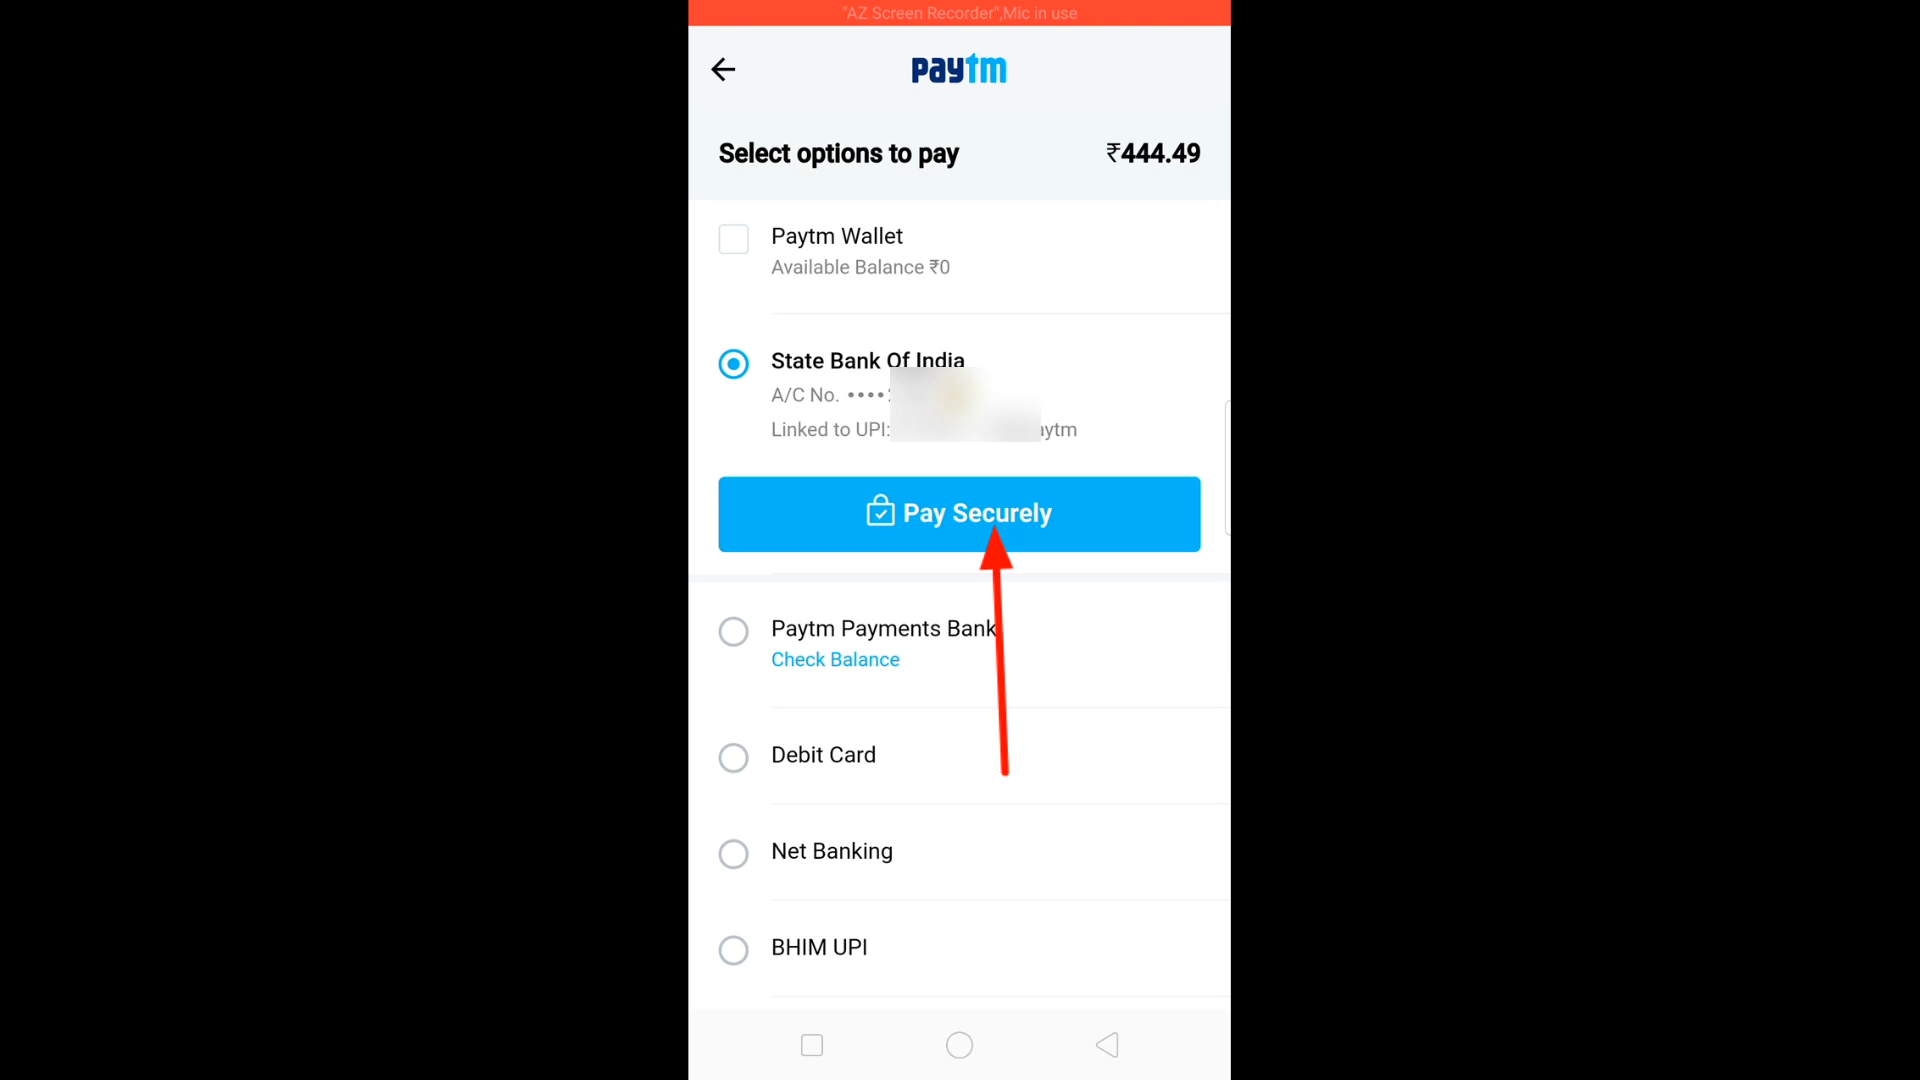 "AZ Screen Recorder",Mic in use
paytm
Select options to pay ₹444.49
Paytm Wallet
Available Balance ₹0
State Bank Of India
A/C No. ••••
Linked to UPI: aytm
Pay Securely
Paytm Payments Bank
Check Balance
Debit Card
Net Banking
BHIM UPI